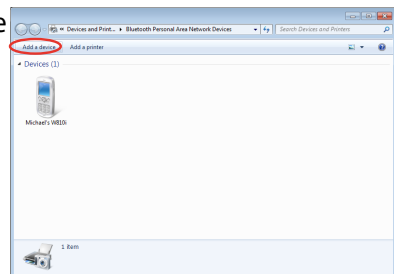 e
« Devices and Print... ▸ Bluetooth Personal Area Network Devices
Search Devices and Printers
Add a device
Add a printer
Devices (1)
Michael's W810i
1 item